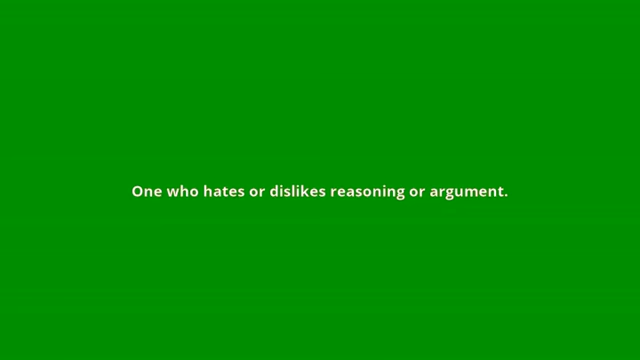 One who hates or dislikes reasoning or argument.